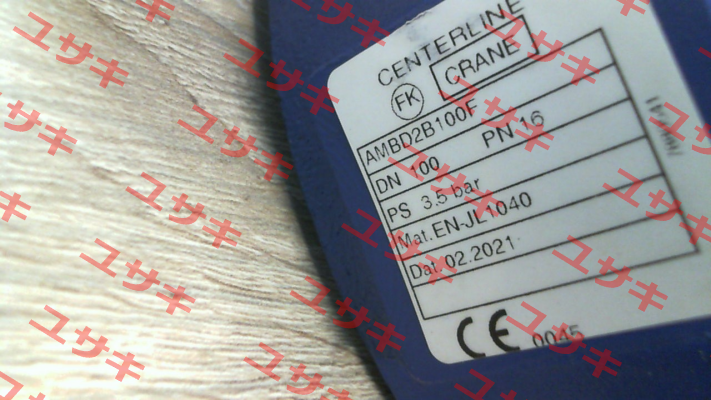 CENTERLINE
FK CRANE
AMBD2B100F
DN 100 PN 16
PS 3.5 bar
Mat.EN-JL1040
Dat. 02.2021
CE 0045
ユサキ